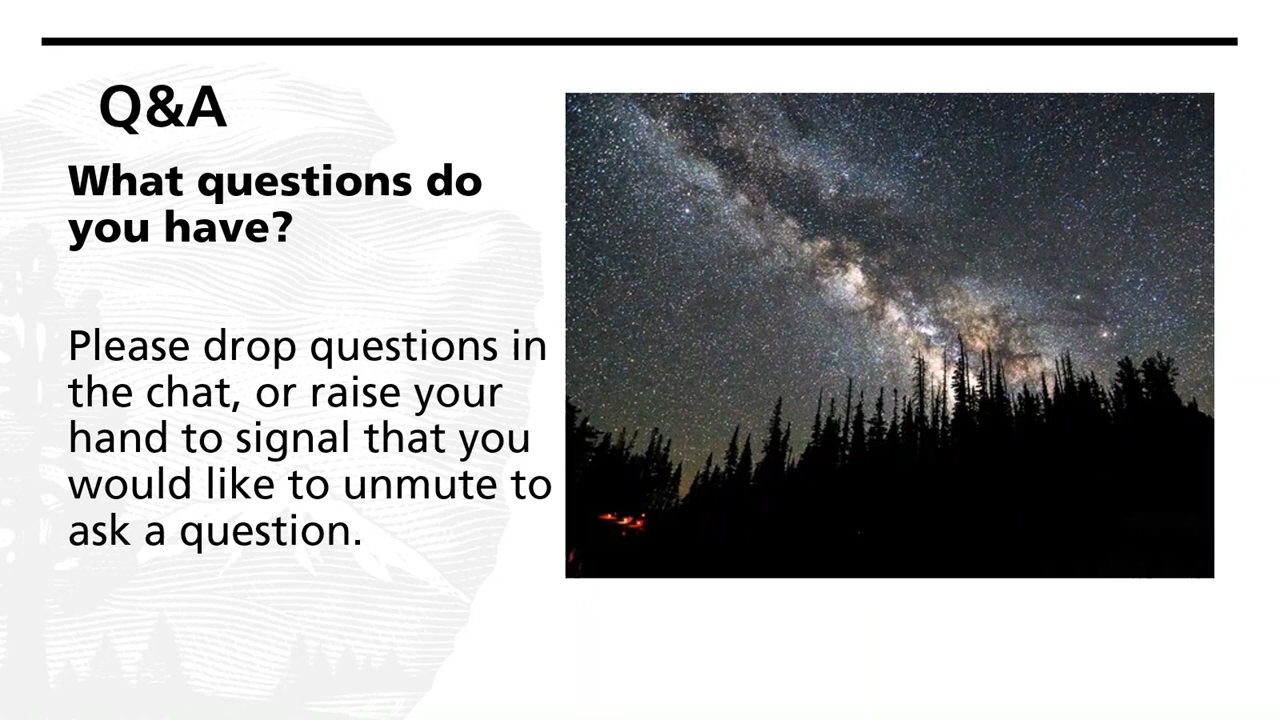 Q&A
What questions do
you have?
Please drop questions in
the chat, or raise your
hand to signal that you
would like to unmute to
ask a question.